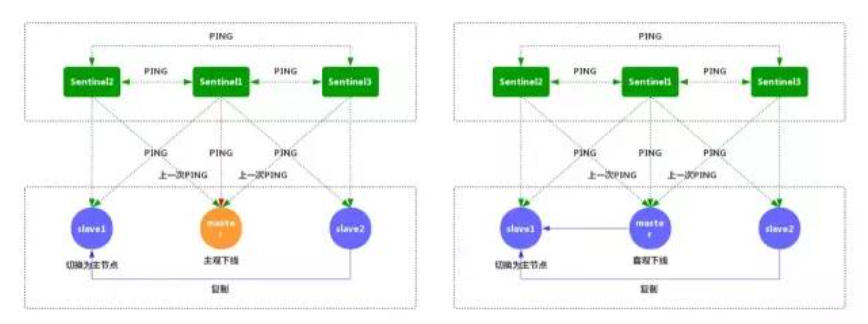 PING
Sentinel2
PING
Sentinel1
PING
Sentinel3
PING
PING
PING
上一次PING
上一次PING
slave1
maste
r
slave2
切换为主节点
主观下线
复制
PING
Sentinel2
PING
Sentinel1
PING
Sentinel3
PING
PING
PING
上一次PING
上一次PING
slave1
maste
r
slave2
切换为主节点
客观下线
复制